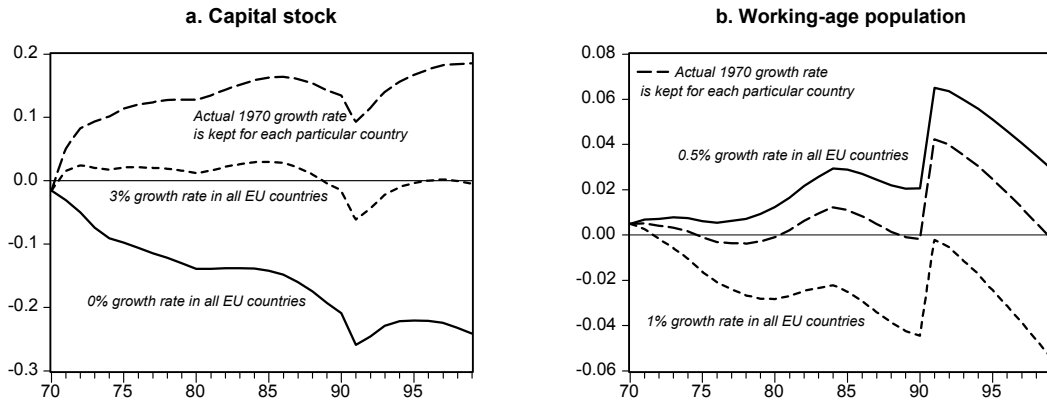 a. Capital stock
0.2
0.1
0.0
-0.1
-0.2
-0.3
Actual 1970 growth rate
is kept for each particular country
3% growth rate in all EU countries
0% growth rate in all EU countries
70 75 80 85 90 95
b. Working-age population
0.08
0.06
0.04
0.02
0.00
-0.02
-0.04
-0.06
Actual 1970 growth rate
is kept for each particular country
0.5% growth rate in all EU countries
1% growth rate in all EU countries
70 75 80 85 90 95